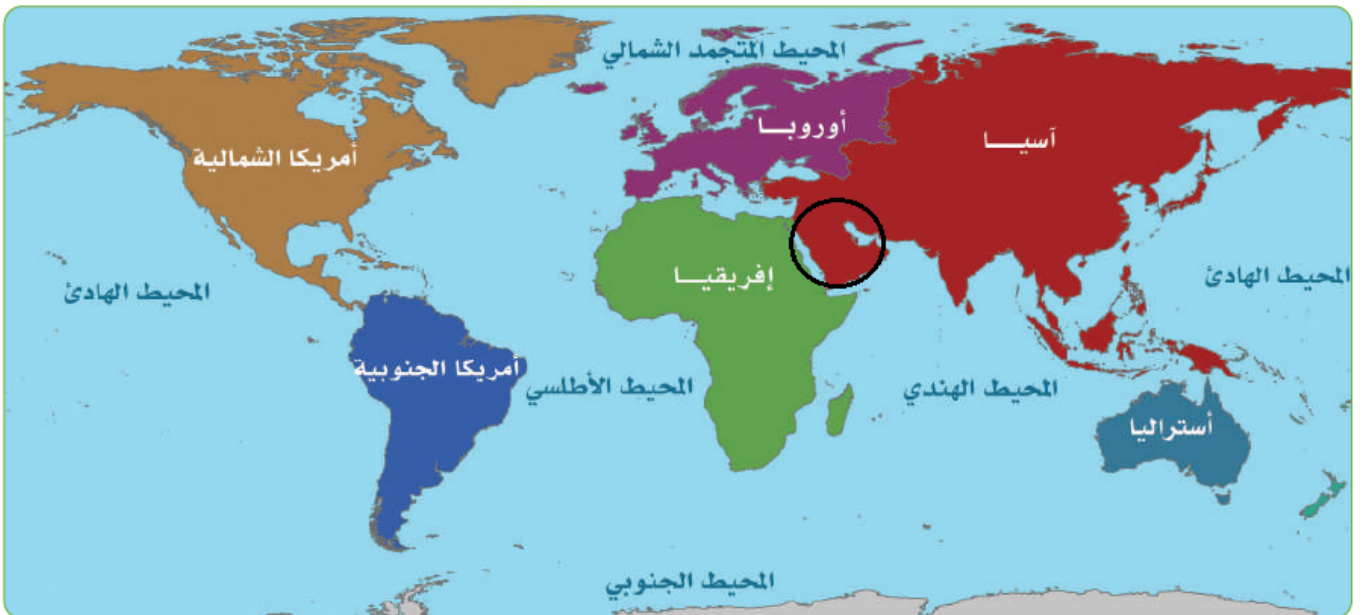 المحيط المتجمد الشمالي
أوروبـــا
آسيـــا
أمريكا الشمالية
إفريقيـــا
المحيط الهادئ
المحيط الهادئ
أمريكا الجنوبية
المحيط الأطلسي
المحيط الهندي
أستراليا
المحيط الجنوبي